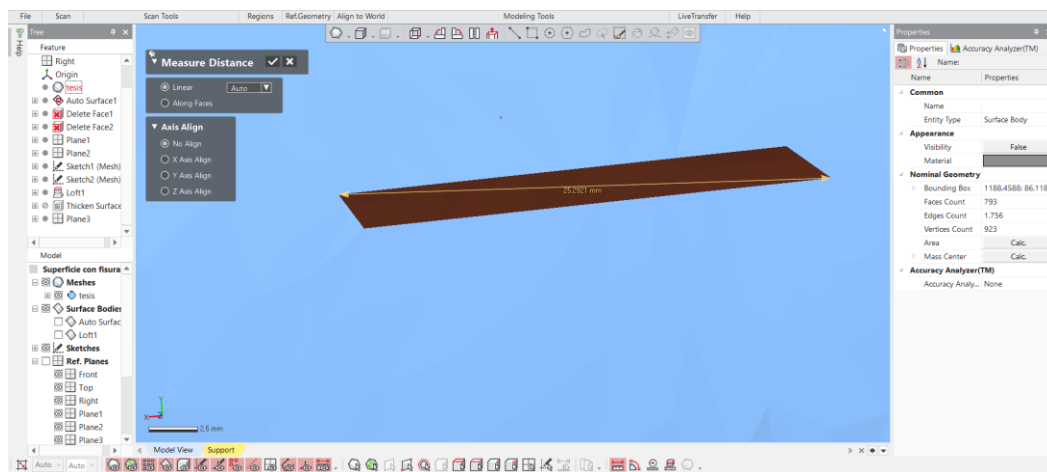 File Scan Scan Tools Regions Ref.Geometry Align to World Modeling Tools LiveTransfer Help
Tree
Help
Feature
Right
Origin
tesis
Auto Surface1
Delete Face1
Delete Face2
Plane1
Plane2
Sketch1 (Mesh)
Sketch2 (Mesh)
Loft1
Thicken Surface
Plane3
Model
Superficie con fisura
Meshes
tesis
Surface Bodies
Auto Surfac
Loft1
Sketches
Ref. Planes
Front
Top
Right
Plane1
Plane2
Plane3
Measure Distance
Linear Auto
Along Faces
Axis Align
No Align
X Axis Align
Y Axis Align
Z Axis Align
25.2921 mm
Y
X Z
2.5 mm
Model View Support
Auto Auto
Properties
Properties Accuracy Analyzer(TM)
Name:
Name Properties
Common
Name
Entity Type Surface Body
Appearance
Visibility False
Material
Nominal Geometry
Bounding Box 1188.4588; 86,118
Faces Count 793
Edges Count 1.756
Vertices Count 923
Area Calc.
Mass Center Calc.
Accuracy Analyzer(TM)
Accuracy Analy... None